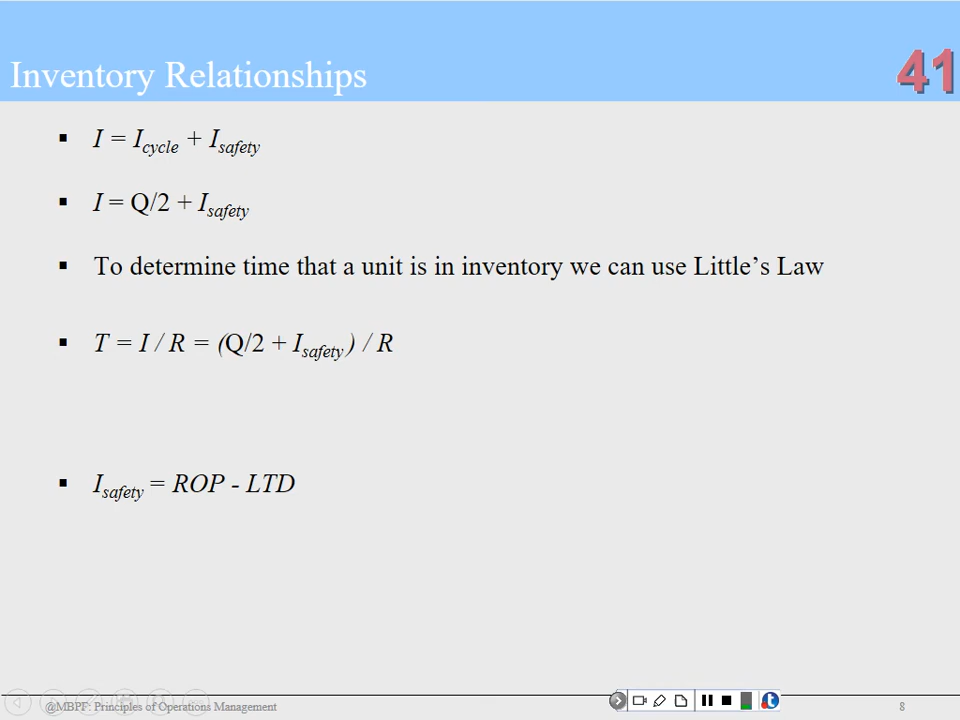 Inventory Relationships
41
▪ I = Icycle + Isafety
▪ I = Q/2 + Isafety
▪ To determine time that a unit is in inventory we can use Little’s Law
▪ T = I / R = (Q/2 + Isafety ) / R
▪ Isafety = ROP - LTD
@MBPF: Principles of Operations Management
8